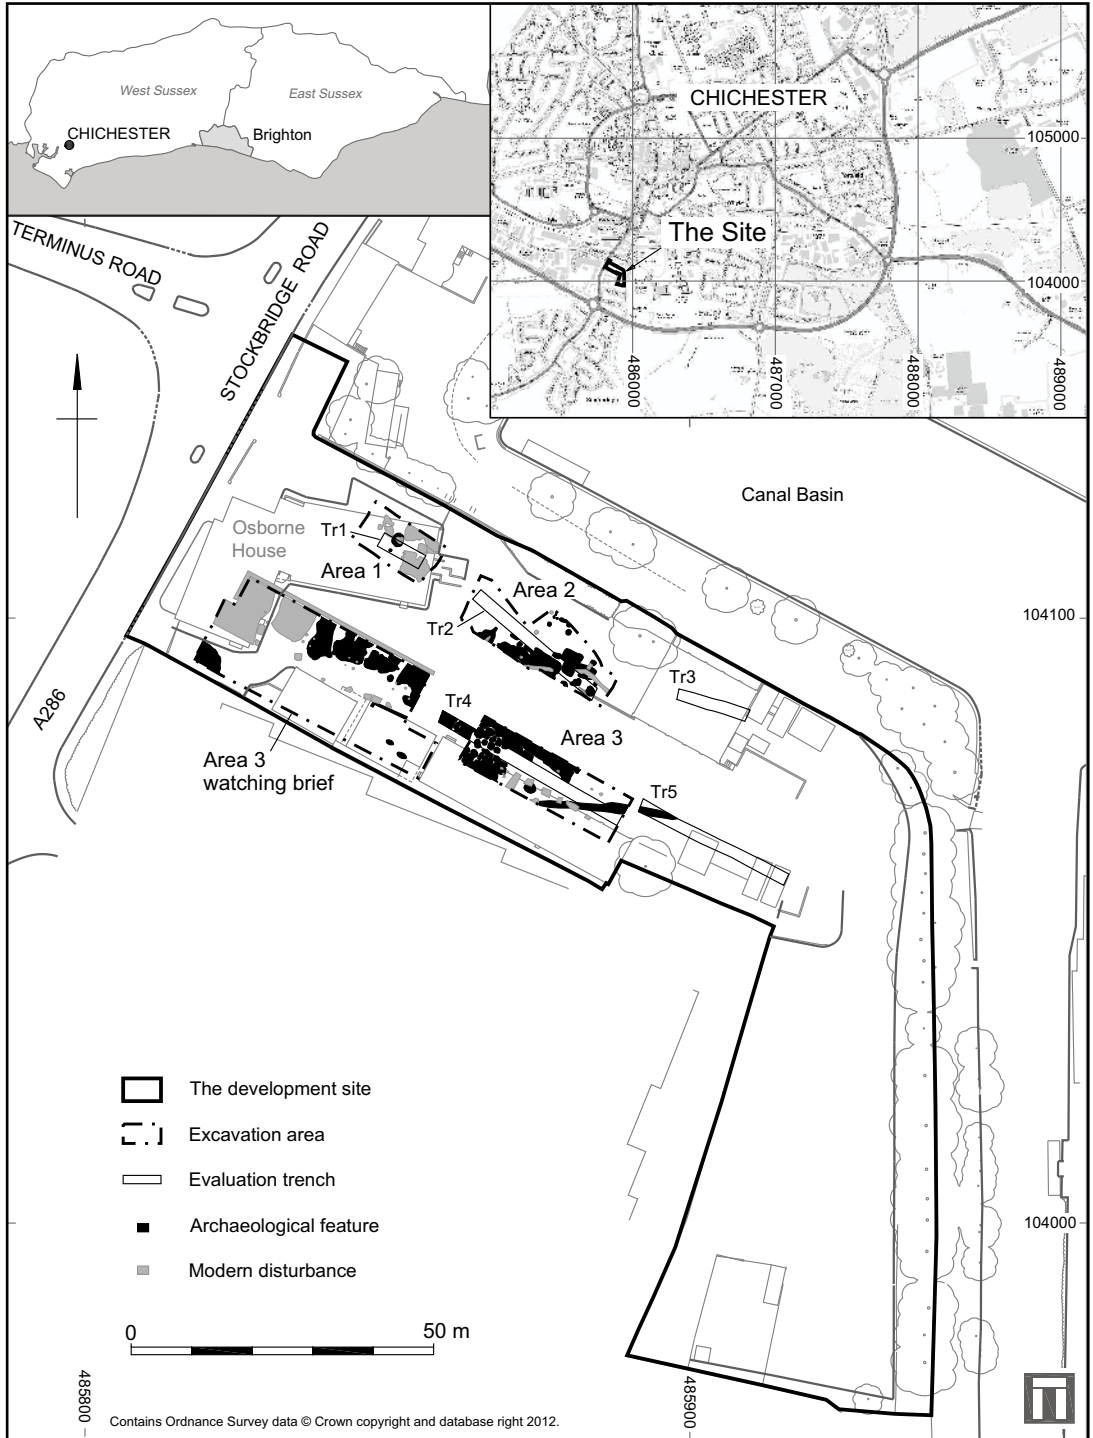 West Sussex
East Sussex
CHICHESTER
Brighton
CHICHESTER
The Site
105000
104000
486000
487000
488000
489000
TERMINUS ROAD
STOCKBRIDGE ROAD
A286
Canal Basin
Osborne
House
Tr1
Area 1
Area 2
Tr2
104100
Tr3
Tr4
Area 3
Area 3
watching brief
Tr5
The development site
Excavation area
Evaluation trench
Archaeological feature
Modern disturbance
104000
0
50 m
485800
485900
Contains Ordnance Survey data © Crown copyright and database right 2012.